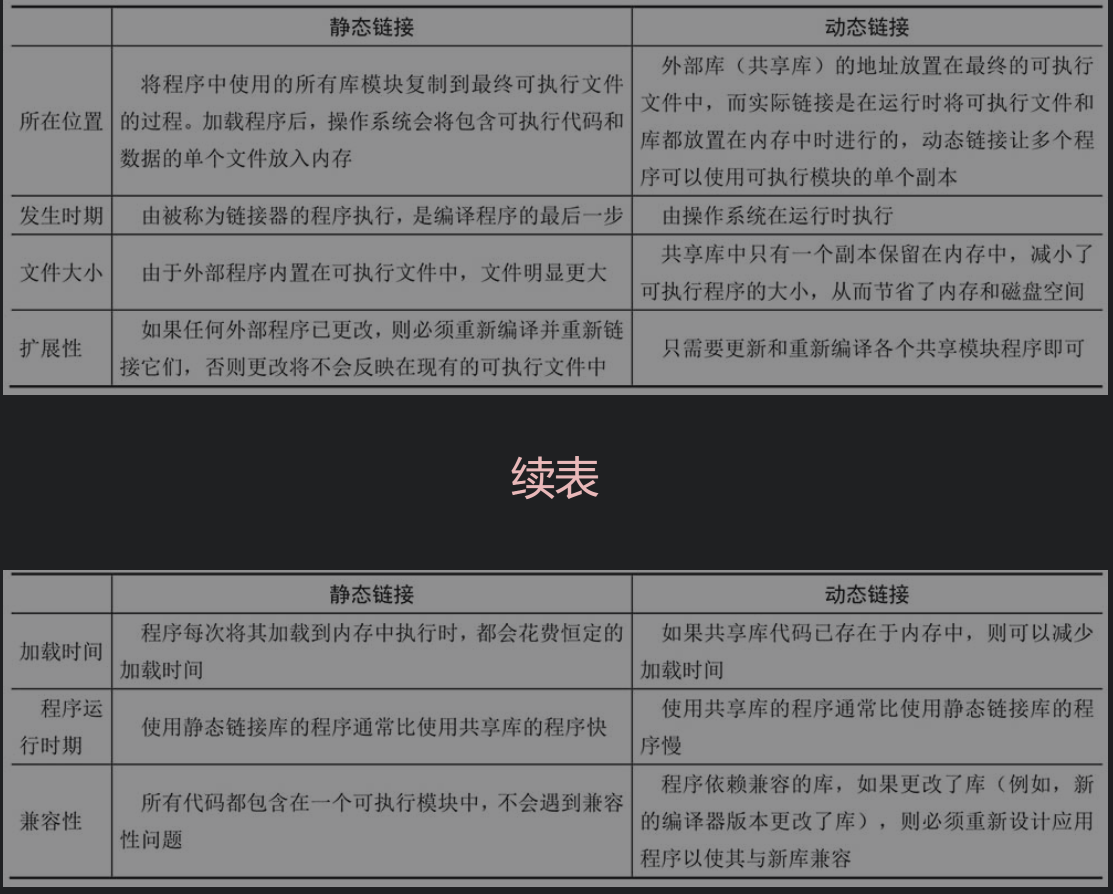 静态链接 动态链接
所在位置
将程序中使用的所有库模块复制到最终可执行文件
的过程。加载程序后，操作系统会将包含可执行代码和
数据的单个文件放入内存
外部库（共享库）的地址放置在最终的可执行
文件中，而实际链接是在运行时将可执行文件和
库都放置在内存中时进行的，动态链接让多个程
序可以使用可执行模块的单个副本
发生时期
由被称为链接器的程序执行，是编译程序的最后一步
由操作系统在运行时执行
文件大小
由于外部程序内置在可执行文件中，文件明显更大
共享库中只有一个副本保留在内存中，减小了
可执行程序的大小，从而节省了内存和磁盘空间
扩展性
如果任何外部程序已更改，则必须重新编译并重新链
接它们，否则更改将不会反映在现有的可执行文件中
只需要更新和重新编译各个共享模块程序即可
续表
静态链接 动态链接
加载时间
程序每次将其加载到内存中执行时，都会花费恒定的
加载时间
如果共享库代码已存在于内存中，则可以减少
加载时间
程序运
行时期
使用静态链接库的程序通常比使用共享库的程序快
使用共享库的程序通常比使用静态链接库的程
序慢
兼容性
所有代码都包含在一个可执行模块中，不会遇到兼容
性问题
程序依赖兼容的库，如果更改了库（例如，新
的编译器版本更改了库），则必须重新设计应用
程序以使其与新库兼容